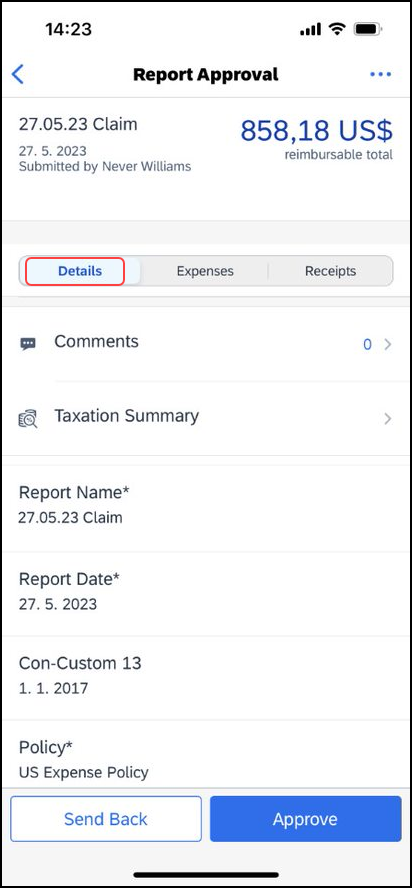 14:23
Report Approval
27.05.23 Claim
858,18 US$
27. 5. 2023
reimbursable total
Submitted by Never Williams
Details
Expenses
Receipts
Comments
0
Taxation Summary
Report Name*
27.05.23 Claim
Report Date*
27. 5. 2023
Con-Custom 13
1. 1. 2017
Policy*
US Expense Policy
Send Back
Approve